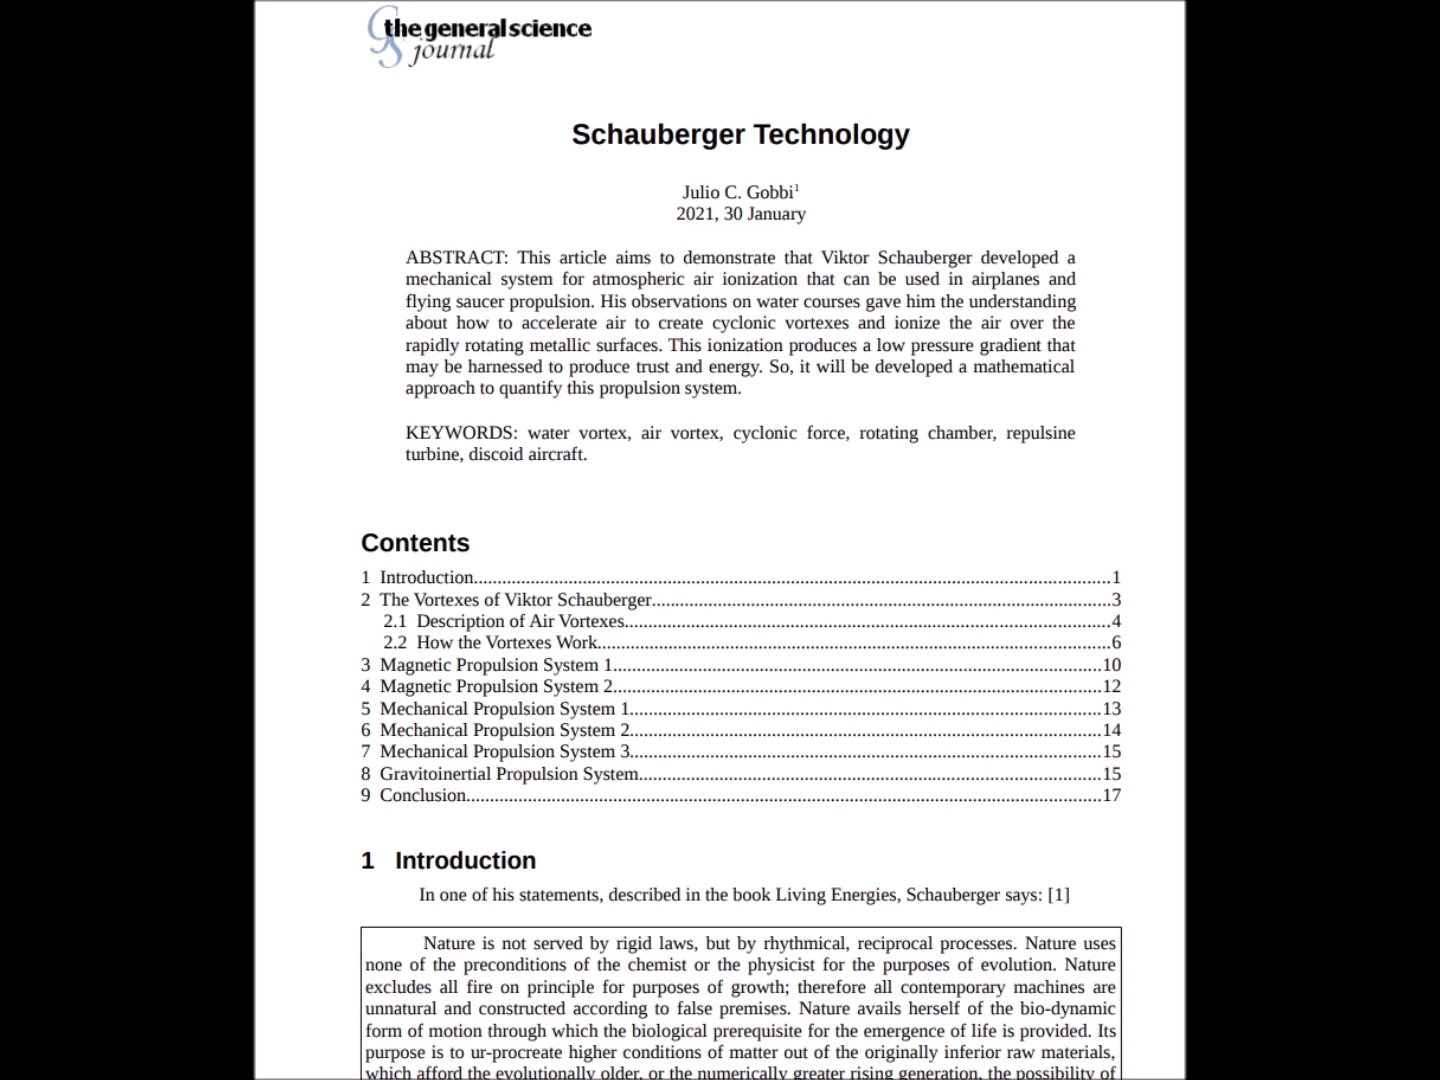 the general science
journal
Schauberger Technology
Julio C. Gobbi1
2021, 30 January
ABSTRACT: This article aims to demonstrate that Viktor Schauberger developed a
mechanical system for atmospheric air ionization that can be used in airplanes and
flying saucer propulsion. His observations on water courses gave him the understanding
about how to accelerate air to create cyclonic vortexes and ionize the air over the
rapidly rotating metallic surfaces. This ionization produces a low pressure gradient that
may be harnessed to produce trust and energy. So, it will be developed a mathematical
approach to quantify this propulsion system.
KEYWORDS: water vortex, air vortex, cyclonic force, rotating chamber, repulsine
turbine, discoid aircraft.
Contents
1 Introduction....................1
2 The Vortexes of Viktor Schauberger....................3
2.1 Description of Air Vortexes....................4
2.2 How the Vortexes Work....................6
3 Magnetic Propulsion System 1....................10
4 Magnetic Propulsion System 2....................12
5 Mechanical Propulsion System 1....................13
6 Mechanical Propulsion System 2....................14
7 Mechanical Propulsion System 3....................15
8 Gravitoinertial Propulsion System....................15
9 Conclusion....................17
1 Introduction
In one of his statements, described in the book Living Energies, Schauberger says: [1]
Nature is not served by rigid laws, but by rhythmical, reciprocal processes. Nature uses
none of the preconditions of the chemist or the physicist for the purposes of evolution. Nature
excludes all fire on principle for purposes of growth; therefore all contemporary machines are
unnatural and constructed according to false premises. Nature avails herself of the bio-dynamic
form of motion through which the biological prerequisite for the emergence of life is provided. Its
purpose is to ur-procreate higher conditions of matter out of the originally inferior raw materials,
which afford the evolutionally older, or the numerically greater rising generation, the possibility of